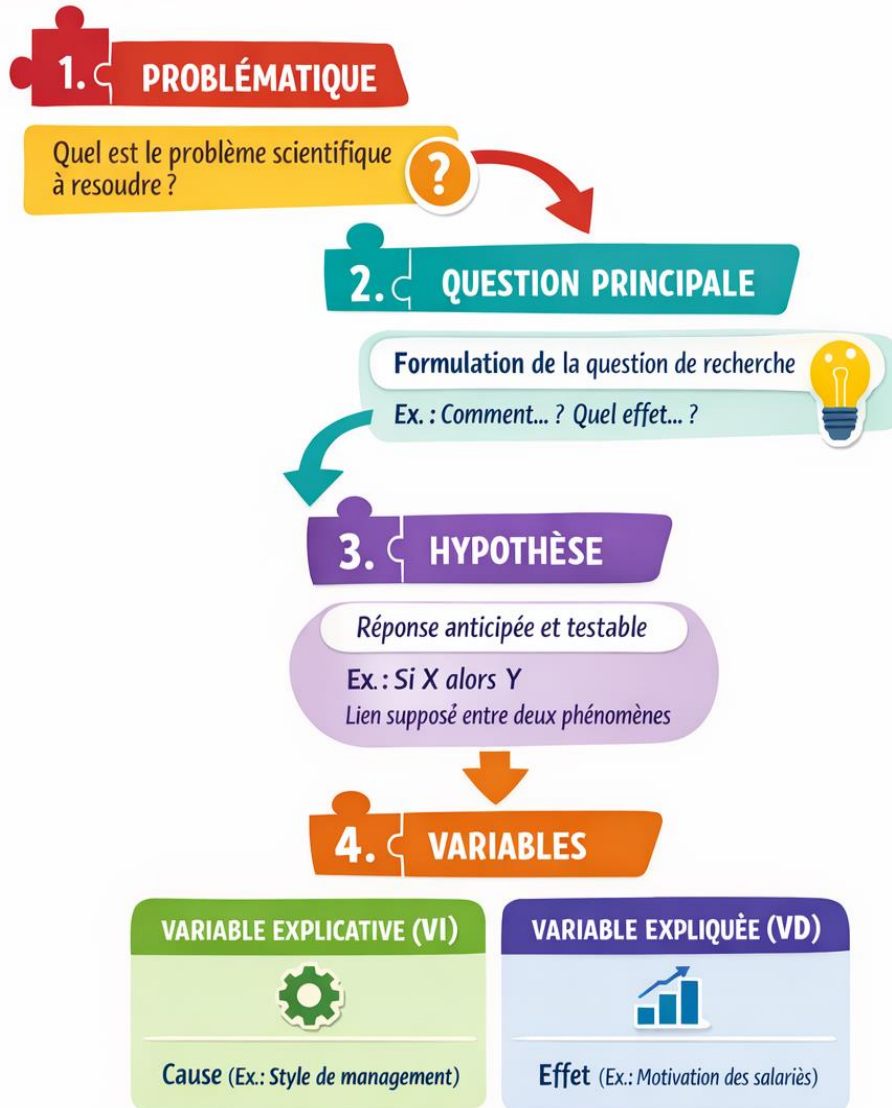 1. PROBLÉMATIQUE
Quel est le problème scientifique
à resoudre ?
?
2. QUESTION PRINCIPALE
Formulation de la question de recherche
Ex. : Comment... ? Quel effet... ?
3. HYPOTHÈSE
Réponse anticipée et testable
Ex. : Si X alors Y
Lien supposé entre deux phénomènes
4. VARIABLES
VARIABLE EXPLICATIVE (VI)
Cause (Ex.: Style de management)
VARIABLE EXPLIQUÈE (VD)
Effet (Ex.: Motivation des salariès)